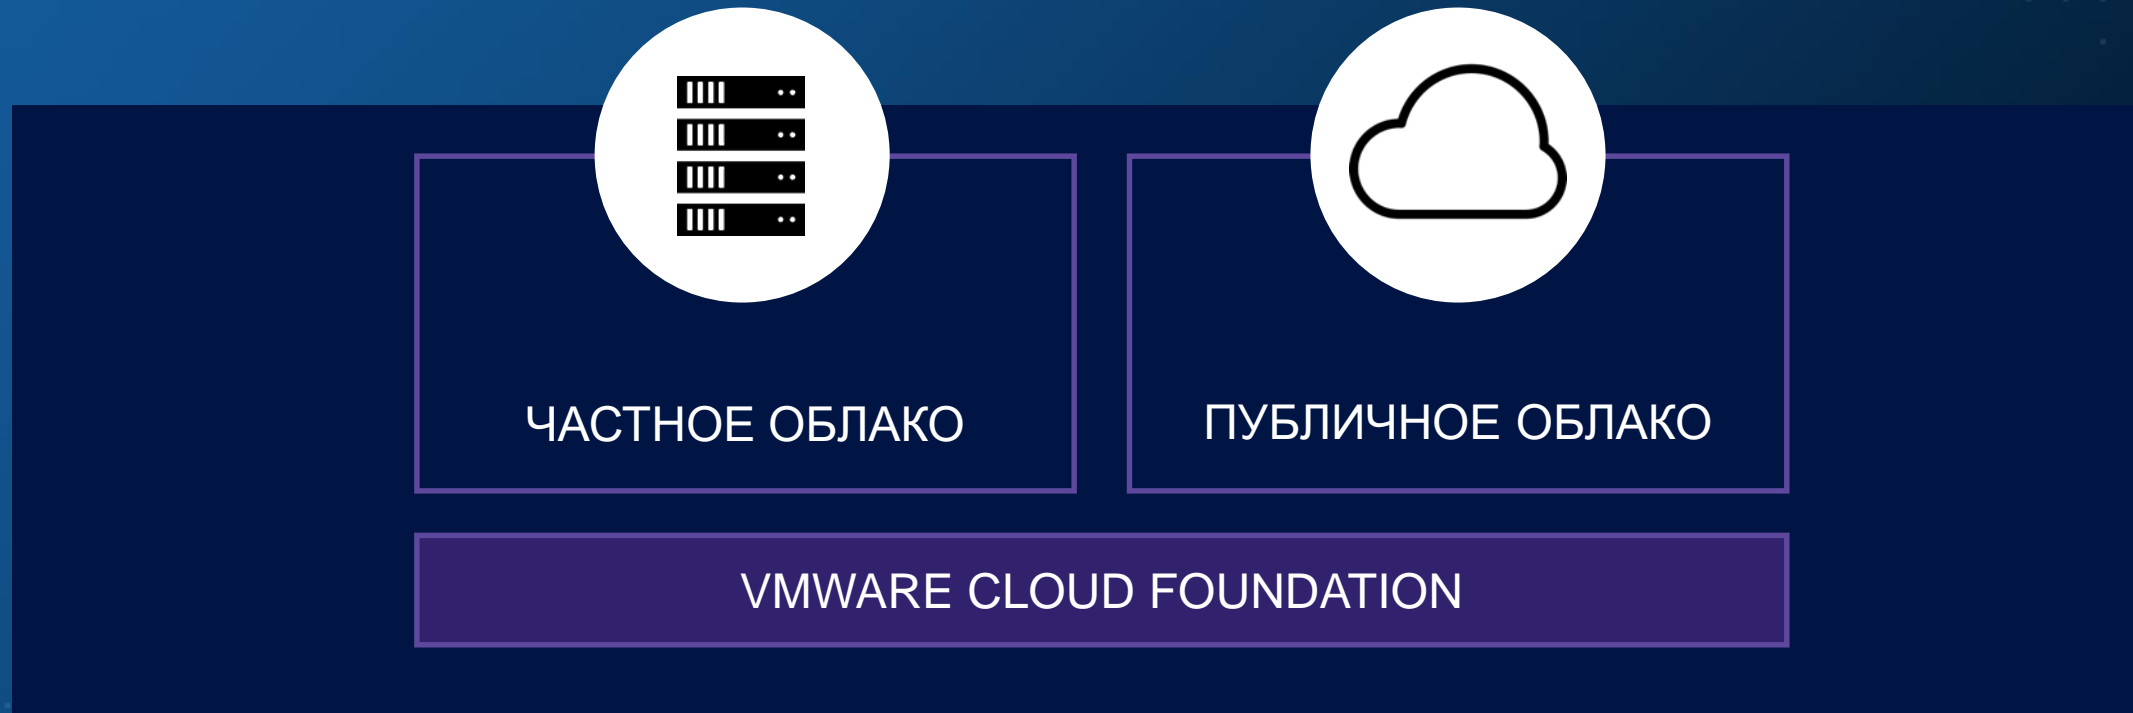 ЧАСТНОЕ ОБЛАКО
ПУБЛИЧНОЕ ОБЛАКО
VMWARE CLOUD FOUNDATION